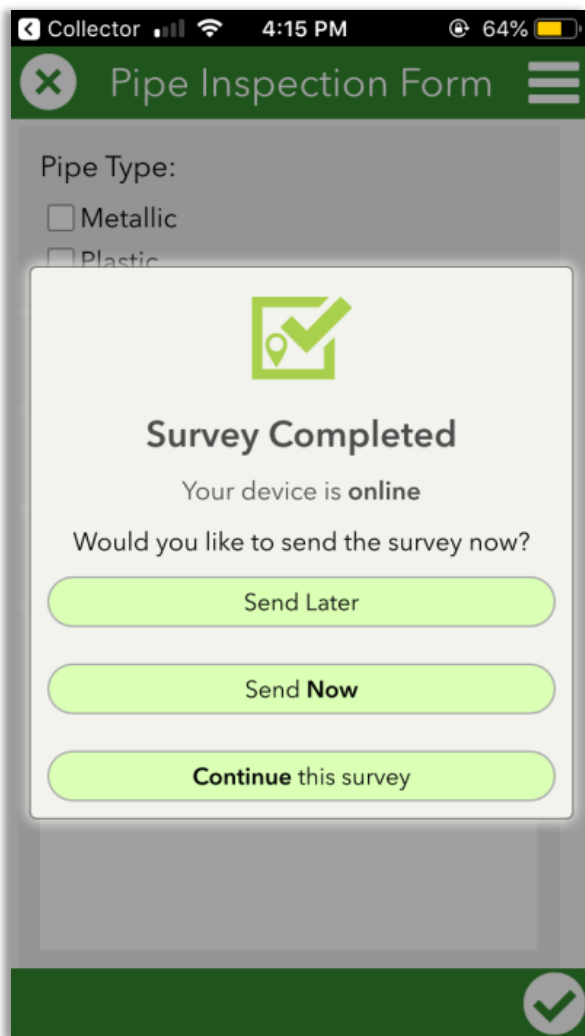 Collector 4:15 PM 64%
Pipe Inspection Form
Pipe Type:
Metallic
Plastic
Survey Completed
Your device is online
Would you like to send the survey now?
Send Later
Send Now
Continue this survey